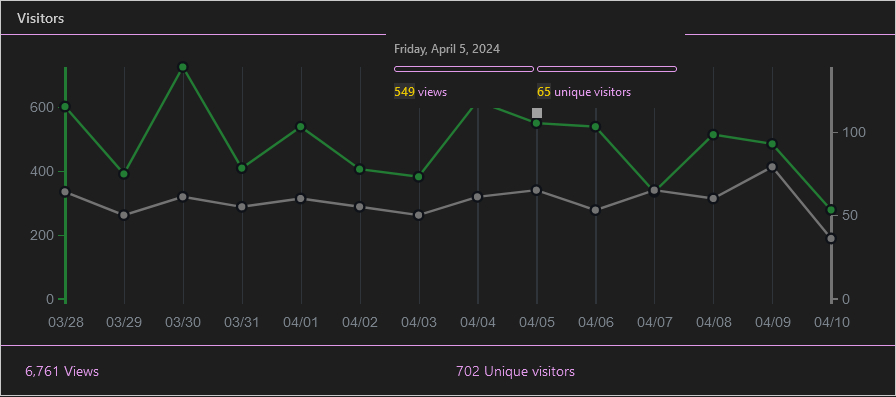 Visitors
Friday, April 5, 2024
549 views 65 unique visitors
600
400
200
0
100
50
0
03/28 03/29 03/30 03/31 04/01 04/02 04/03 04/04 04/05 04/06 04/07 04/08 04/09 04/10
6,761 Views 702 Unique visitors